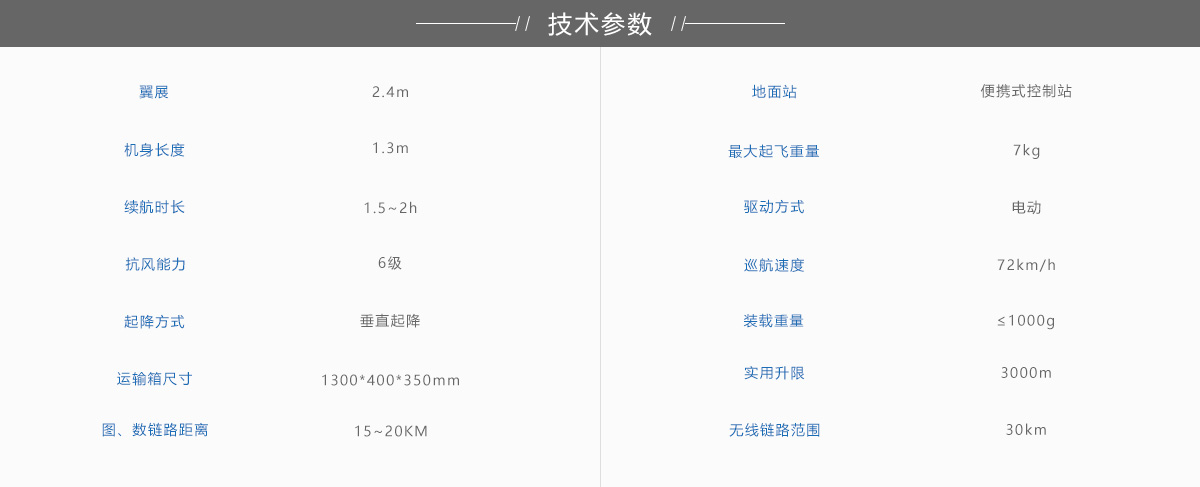 技术参数
翼展 2.4m
机身长度 1.3m
续航时长 1.5~2h
抗风能力 6级
起降方式 垂直起降
运输箱尺寸 1300*400*350mm
图、数链路距离 15~20KM
地面站 便携式控制站
最大起飞重量 7kg
驱动方式 电动
巡航速度 72km/h
装载重量 ≤1000g
实用升限 3000m
无线链路范围 30km